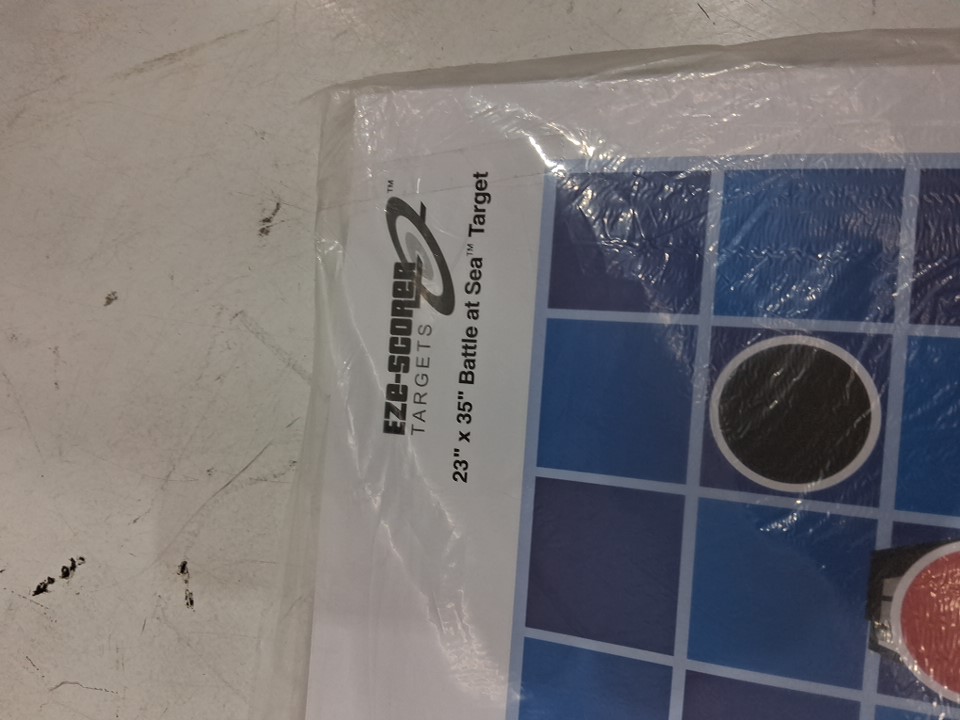 EZE-SCORER™
TARGETS
23" x 35" Battle at Sea™ Target